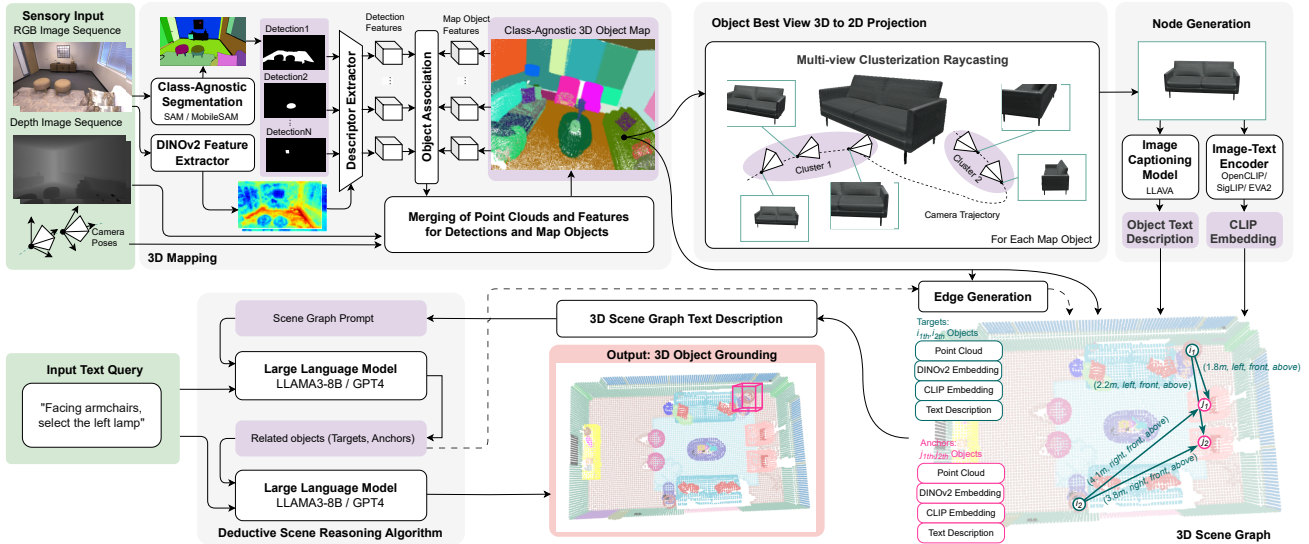 Sensory Input
RGB Image Sequence
Depth Image Sequence
Camera
Poses
Class-Agnostic
Segmentation
SAM / MobileSAM
DINOv2 Feature
Extractor
Detection1
Detection2
...
DetectionN
Descriptor Extractor
Detection
Features
Object Association
Map Object
Features
Class-Agnostic 3D Object Map
Merging of Point Clouds and Features
for Detections and Map Objects
3D Mapping
Object Best View 3D to 2D Projection
Multi-view Clusterization Raycasting
Cluster 1
Cluster 2
Camera Trajectory
For Each Map Object
Node Generation
Image
Captioning
Model
LLAVA
Image-Text
Encoder
OpenCLIP/
SigLIP/ EVA2
Object Text
Description
CLIP
Embedding
Edge Generation
3D Scene Graph Text Description
Scene Graph Prompt
Large Language Model
LLAMA3-8B / GPT4
Related objects (Targets, Anchors)
Large Language Model
LLAMA3-8B / GPT4
Deductive Scene Reasoning Algorithm
Input Text Query
"Facing armchairs,
select the left lamp"
Output: 3D Object Grounding
Targets:
i1th,i2th Objects
Point Cloud
DINOv2 Embedding
CLIP Embedding
Text Description
Anchors:
j1th,j2th Objects
Point Cloud
DINOv2 Embedding
CLIP Embedding
Text Description
i1
(1.8m, left, front, above)
(2.2m, left, front, above)
j1
j2
(4.1m, right, front, above)
(3.8m, right, front, above)
i2
3D Scene Graph